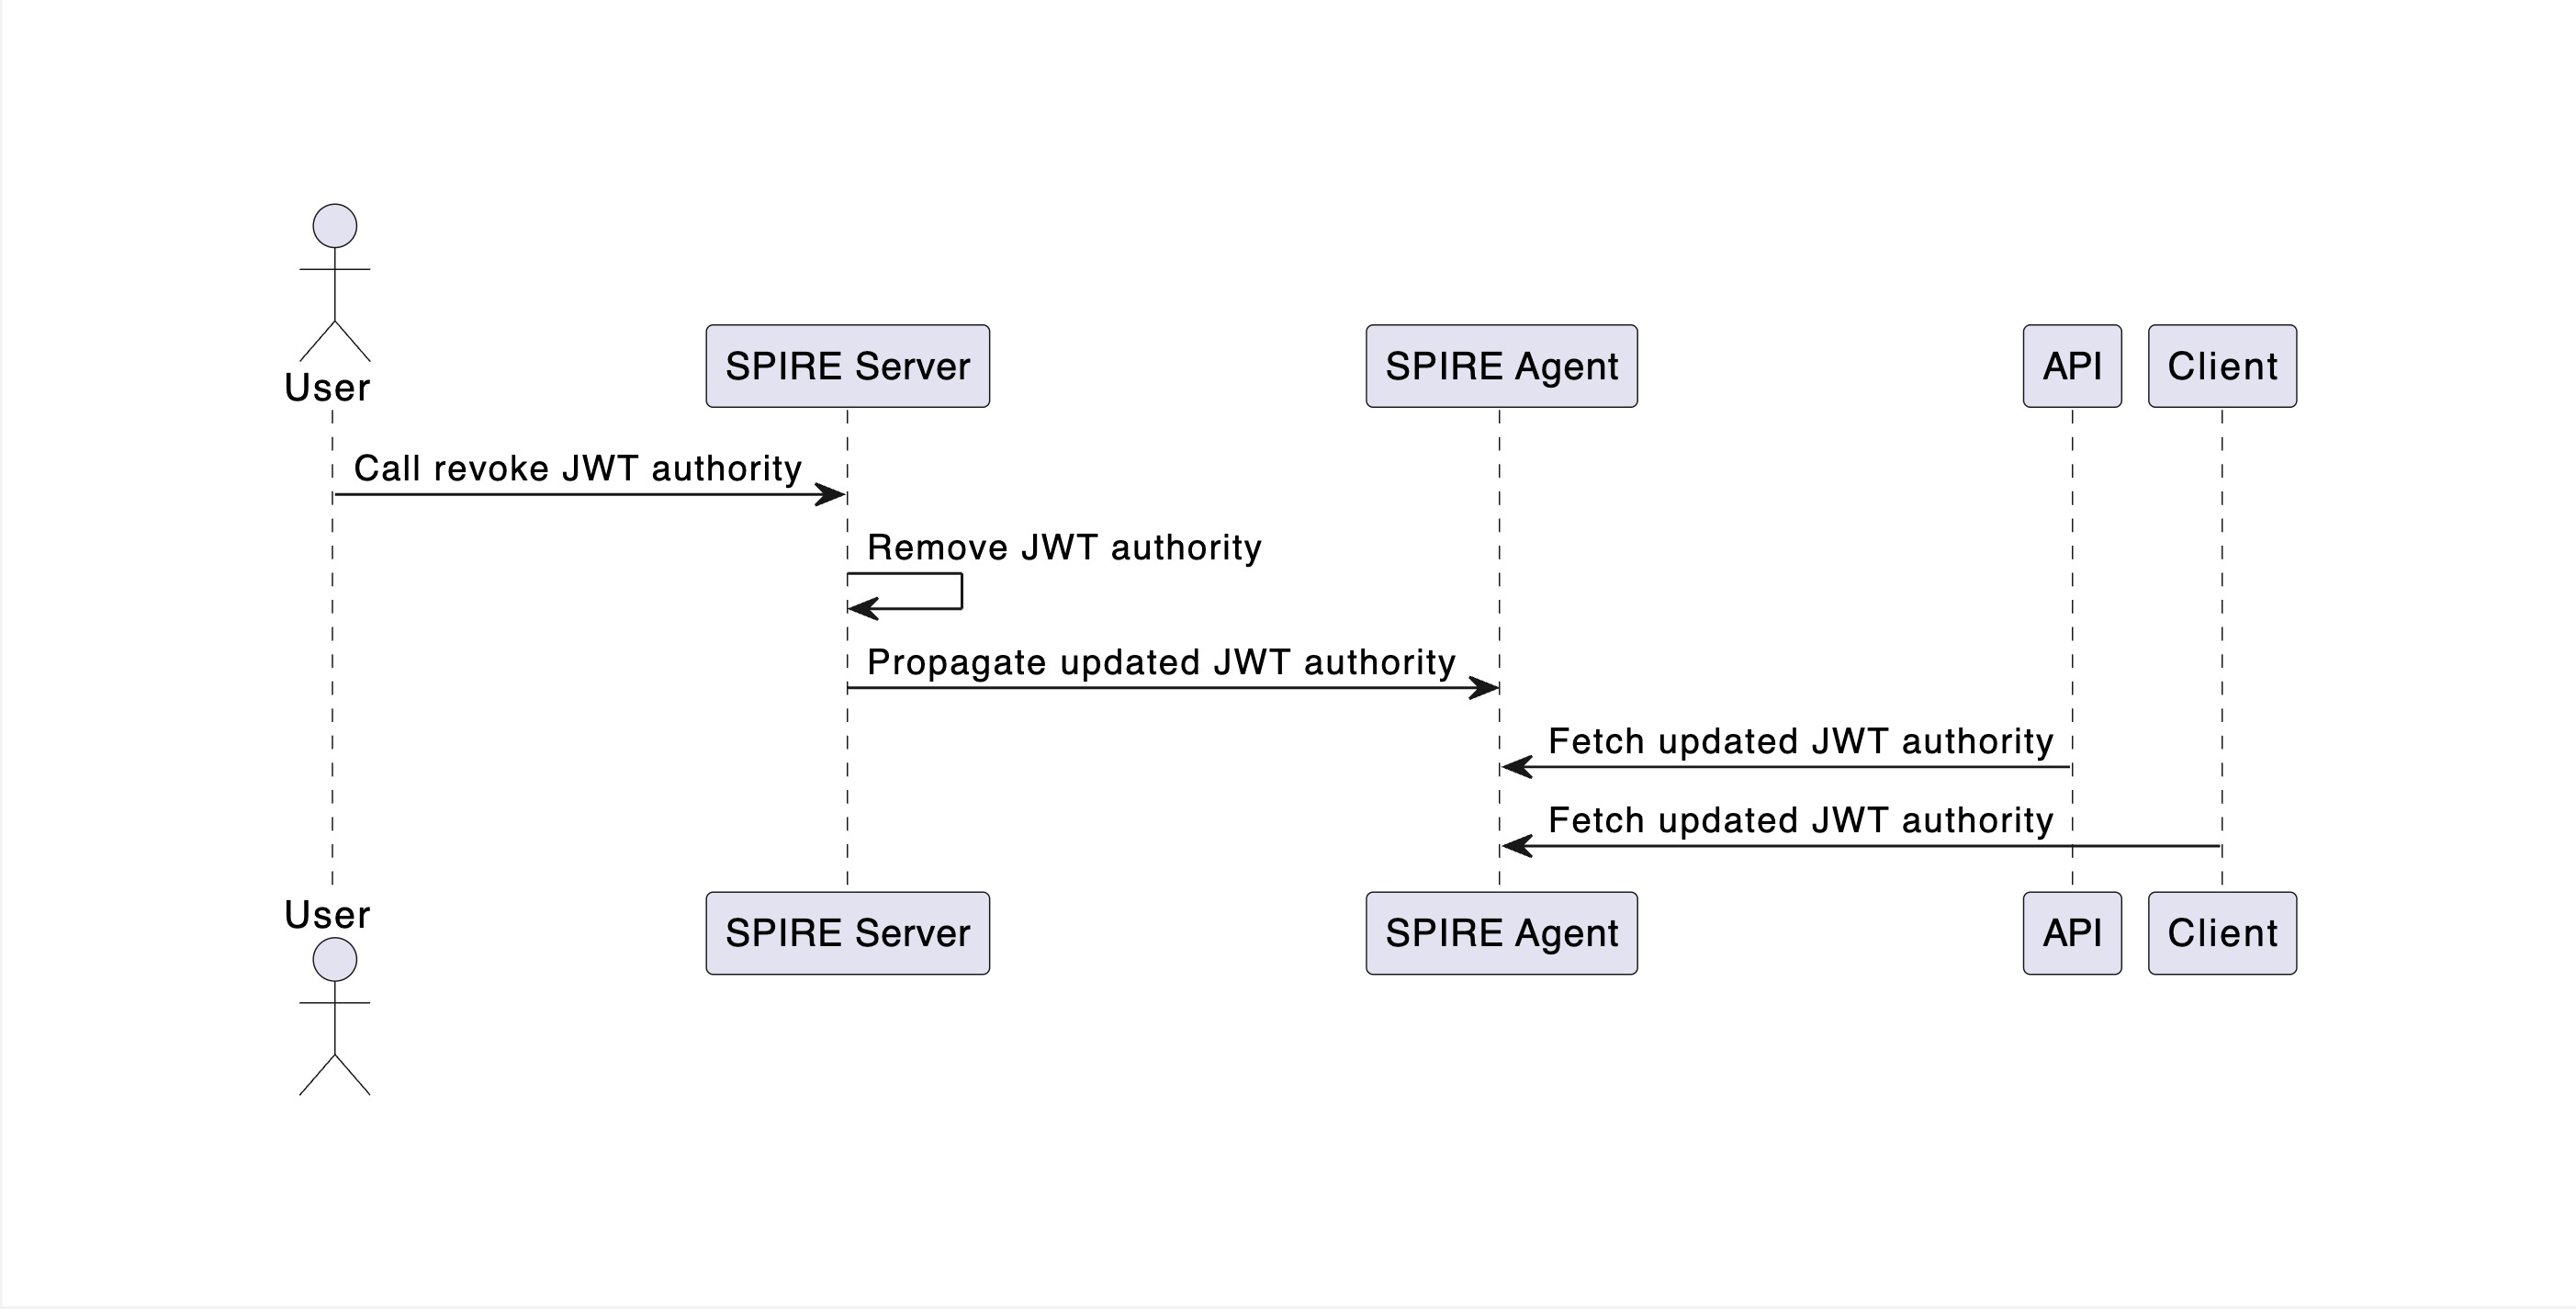 User
SPIRE Server
SPIRE Agent
API
Client
Call revoke JWT authority
Remove JWT authority
Propagate updated JWT authority
Fetch updated JWT authority
Fetch updated JWT authority
User
SPIRE Server
SPIRE Agent
API
Client